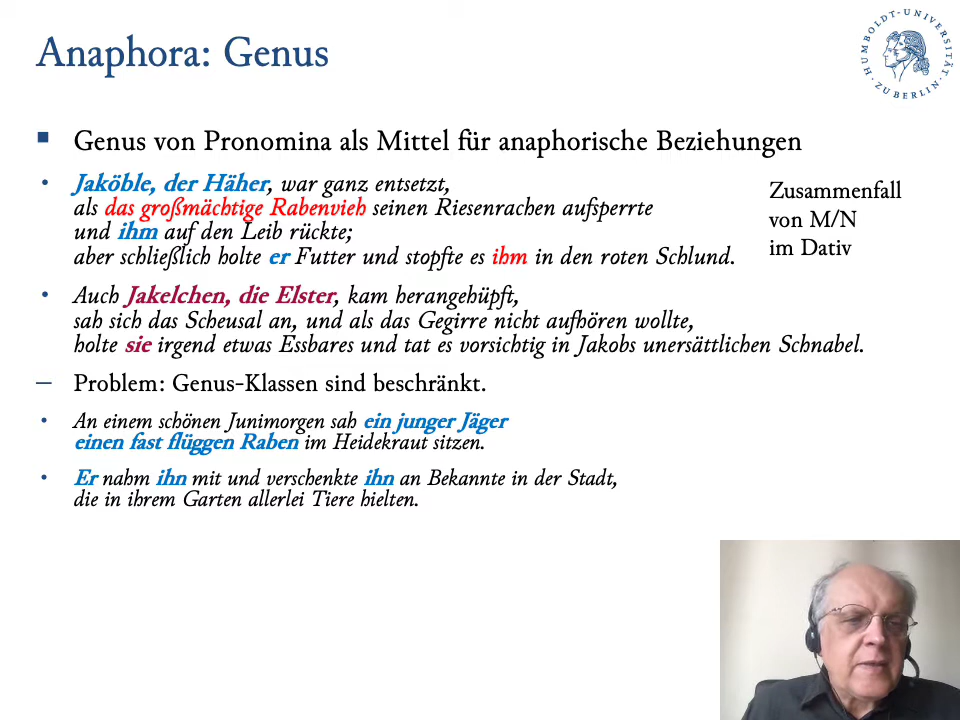 Anaphora: Genus
HUMBOLDT-UNIVERSITÄT ZU BERLIN
Genus von Pronomina als Mittel für anaphorische Beziehungen
Jaköble, der Häher, war ganz entsetzt,
als das großmächtige Rabenvieh seinen Riesenrachen aufsperrte
und ihm auf den Leib rückte;
aber schließlich holte er Futter und stopfte es ihm in den roten Schlund.
Zusammenfall
von M/N
im Dativ
Auch Jakelchen, die Elster, kam herangehüpft,
sah sich das Scheusal an, und als das Gegirre nicht aufhören wollte,
holte sie irgend etwas Essbares und tat es vorsichtig in Jakobs unersättlichen Schnabel.
– Problem: Genus-Klassen sind beschränkt.
An einem schönen Junimorgen sah ein junger Jäger
einen fast flüggen Raben im Heidekraut sitzen.
Er nahm ihn mit und verschenkte ihn an Bekannte in der Stadt,
die in ihrem Garten allerlei Tiere hielten.